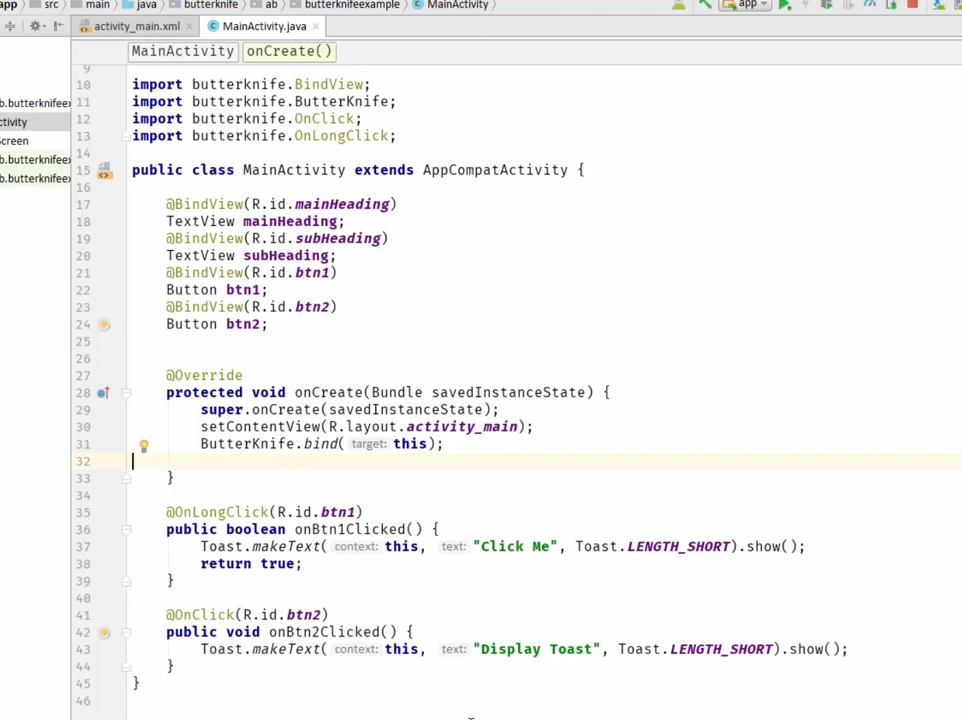 app src main java butterknife ab butterknifeexample MainActivity app
activity_main.xml MainActivity.java
MainActivity onCreate()
9
10 import butterknife.BindView;
b.butterknifeex
11 import butterknife.ButterKnife;
ctivity
12 import butterknife.OnClick;
Screen
13 import butterknife.OnLongClick;
14
b.butterknifeex
15 public class MainActivity extends AppCompatActivity {
b.butterknifeex
16
17 @BindView(R.id.mainHeading)
18 TextView mainHeading;
19 @BindView(R.id.subHeading)
20 TextView subHeading;
21 @BindView(R.id.btn1)
22 Button btn1;
23 @BindView(R.id.btn2)
24 Button btn2;
25
26
27 @Override
28 protected void onCreate(Bundle savedInstanceState) {
29 super.onCreate(savedInstanceState);
30 setContentView(R.layout.activity_main);
31 ButterKnife.bind( target: this);
32
33 }
34
35 @OnLongClick(R.id.btn1)
36 public boolean onBtn1Clicked() {
37 Toast.makeText( context: this, text: "Click Me", Toast.LENGTH_SHORT).show();
38 return true;
39 }
40
41 @OnClick(R.id.btn2)
42 public void onBtn2Clicked() {
43 Toast.makeText( context: this, text: "Display Toast", Toast.LENGTH_SHORT).show();
44 }
45 }
46